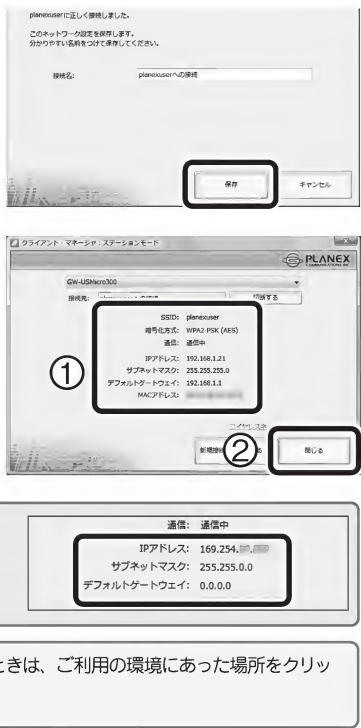 planexuserに正しく接続しました。
このネットワーク設定を保存します。
分かりやすい名前をつけて保存してください。
接続名: planexuserへの接続
保存 キャンセル
クライアント・マネージャ:ステーションモード
PLANEX
COMMUNICATIONS INC.
GW-USMicro300
接続先: 切断する
SSID: planexuser
暗号化方式: WPA2-PSK (AES)
通信: 通信中
① IPアドレス: 192.168.1.21
サブネットマスク: 255.255.255.0
デフォルトゲートウェイ: 192.168.1.1
MACアドレス:
新規接続 ② る 閉じる
通信: 通信中
IPアドレス: 169.254.
サブネットマスク: 255.255.0.0
デフォルトゲートウェイ: 0.0.0.0
ときは、ご利用の環境にあった場所をクリッ